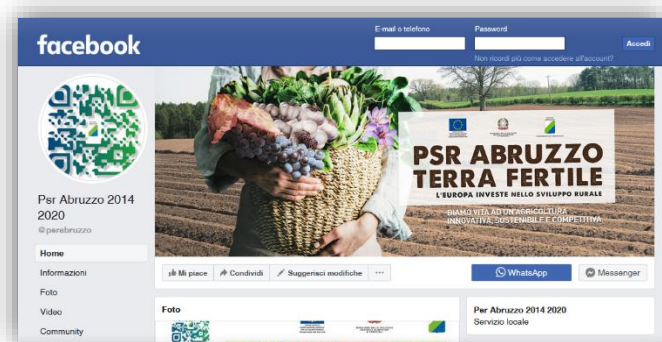 facebook
E-mail o telefono
Password
Accedi
Non ricordi più come accedere all'account?
PSR ABRUZZO
TERRA FERTILE
L'EUROPA INVESTE NELLO SVILUPPO RURALE
DIAMO VITA AD UN'AGRICOLTURA
INNOVATIVA, SOSTENIBILE E COMPETITIVA
Psr Abruzzo 2014
2020
@psrabruzzo
Home
Informazioni
Foto
Video
Community
Mi piace
Condividi
Suggerisci modifiche
WhatsApp
Messenger
Foto
Psr Abruzzo 2014 2020
Servizio locale